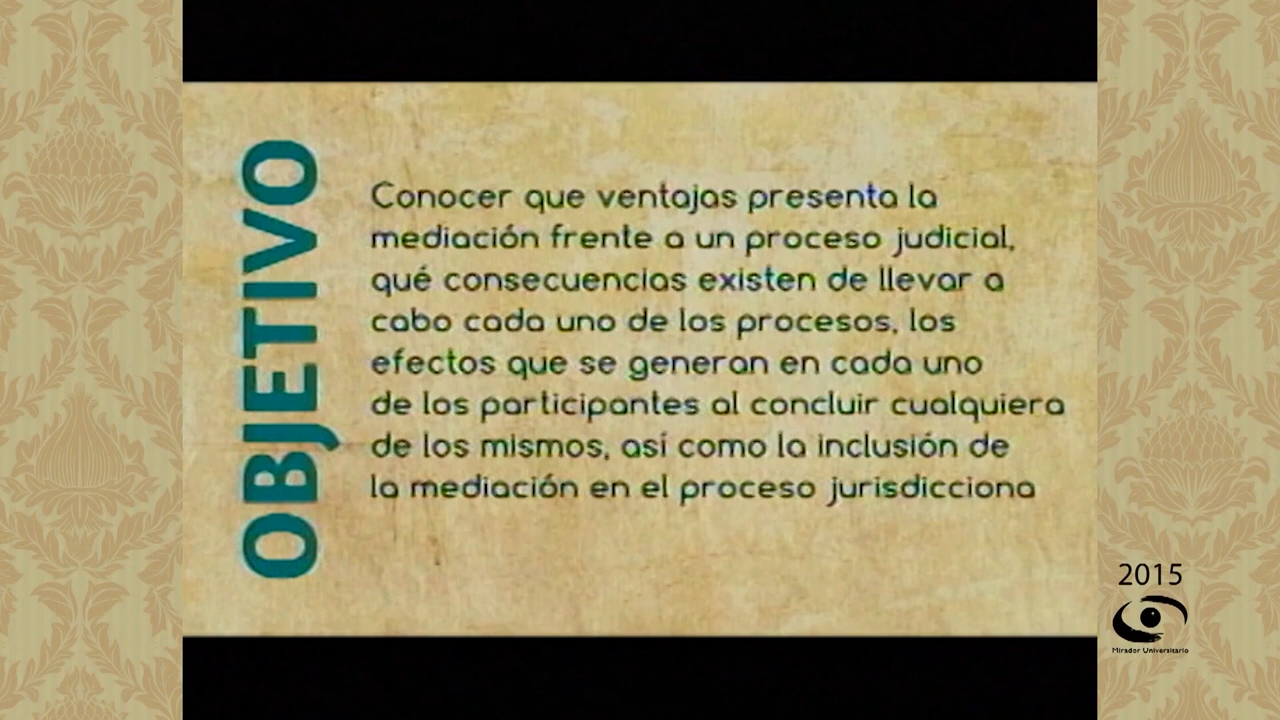 OBJETIVO
Conocer que ventajas presenta la
mediación frente a un proceso judicial,
qué consecuencias existen de llevar a
cabo cada uno de los procesos, los
efectos que se generan en cada uno
de los participantes al concluir cualquiera
de los mismos, así como la inclusión de
la mediación en el proceso jurisdicciona
2015
Mirador Universitario